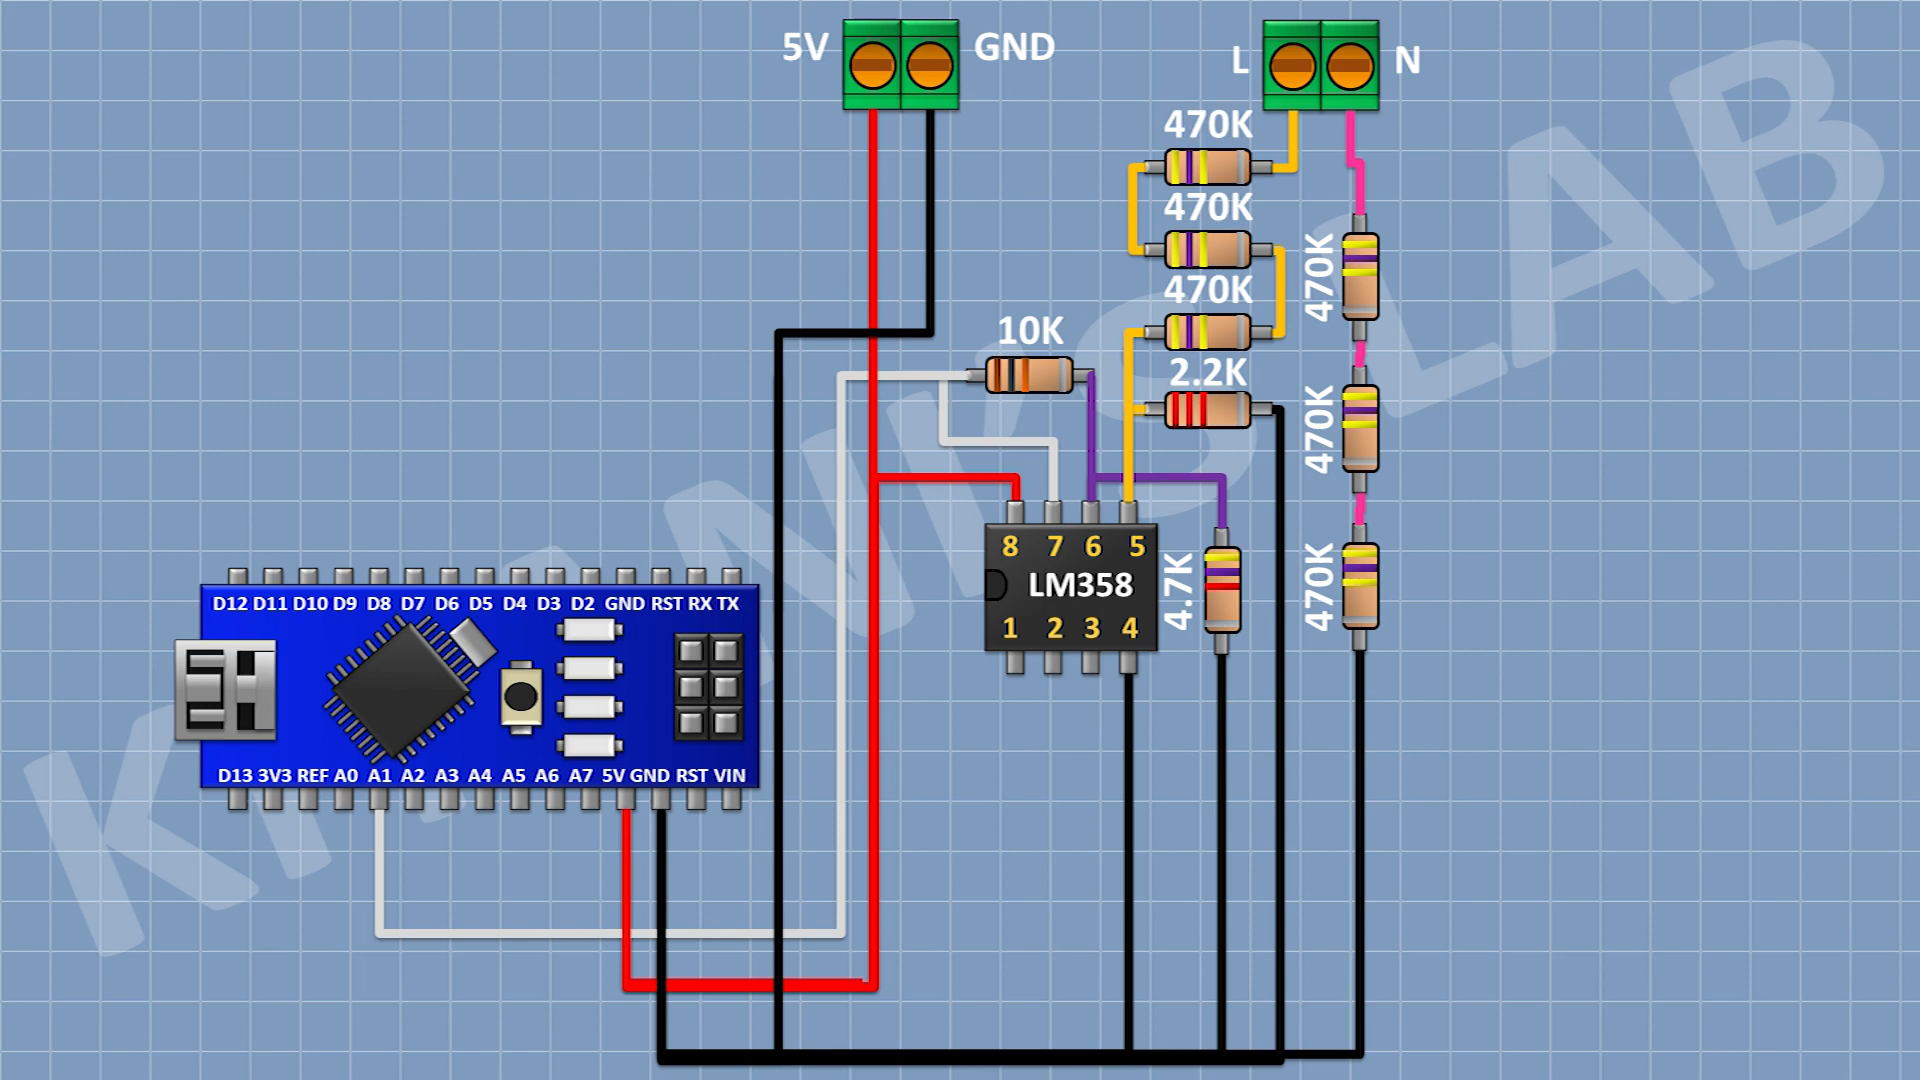 5V GND
L N
470K
470K
470K
470K
10K
2.2K
470K
8 7 6 5
LM358
1 2 3 4
4.7K
470K
D12 D11 D10 D9 D8 D7 D6 D5 D4 D3 D2 GND RST RX TX
D13 3V3 REF A0 A1 A2 A3 A4 A5 A6 A7 5V GND RST VIN